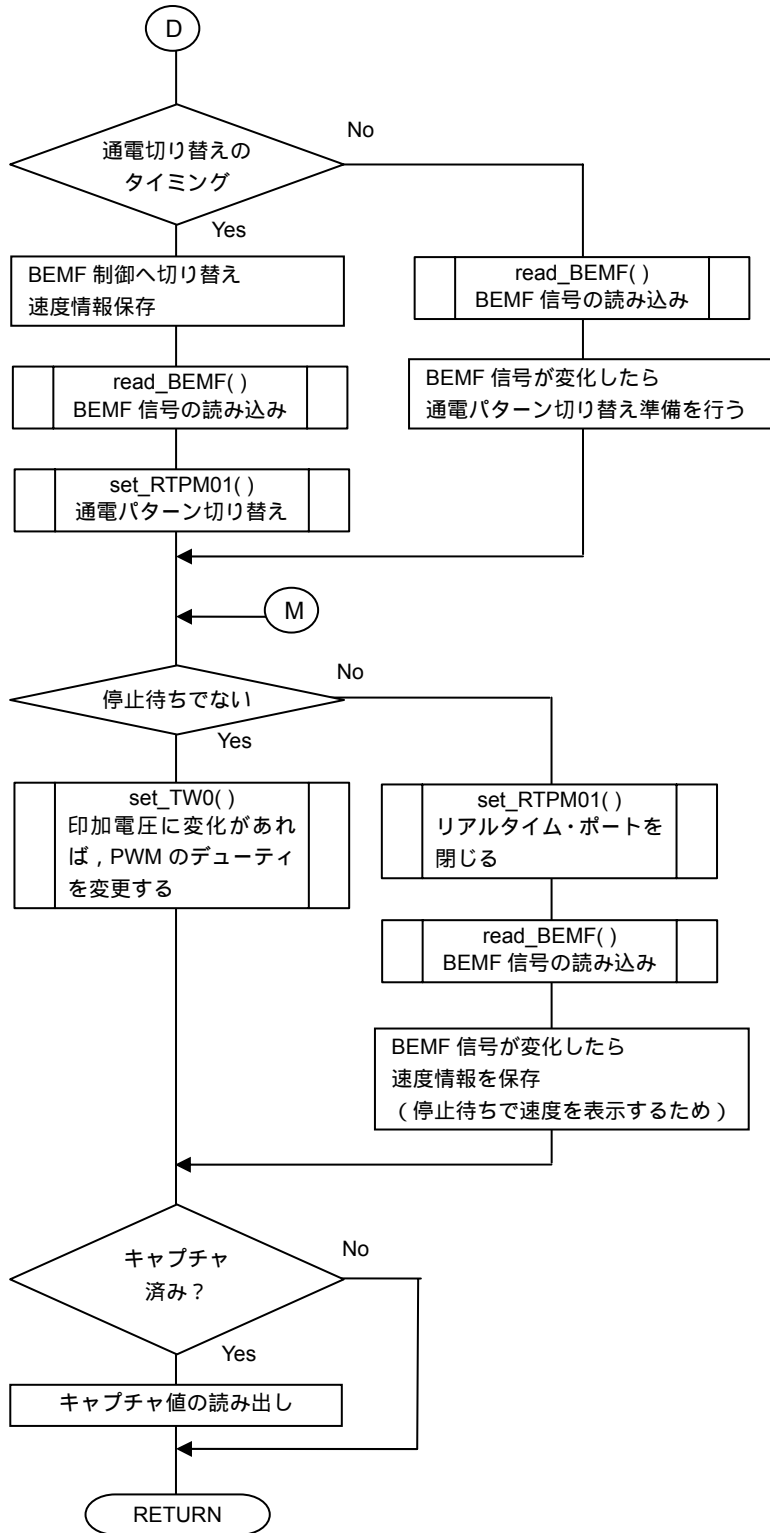 D
No
通電切り替えの
タイミング
Yes
BEMF 制御へ切り替え
速度情報保存
read_BEMF( )
BEMF 信号の読み込み
set_RTPM01( )
通電パターン切り替え
read_BEMF( )
BEMF 信号の読み込み
BEMF 信号が変化したら
通電パターン切り替え準備を行う
M
No
停止待ちでない
Yes
set_TW0( )
印加電圧に変化があれ
ば , PWM のデューティ
を変更する
set_RTPM01( )
リアルタイム・ポートを
閉じる
read_BEMF( )
BEMF 信号の読み込み
BEMF 信号が変化したら
速度情報を保存
( 停止待ちで速度を表示するため )
キャプチャ
済み?
No
Yes
キャプチャ値の読み出し
RETURN